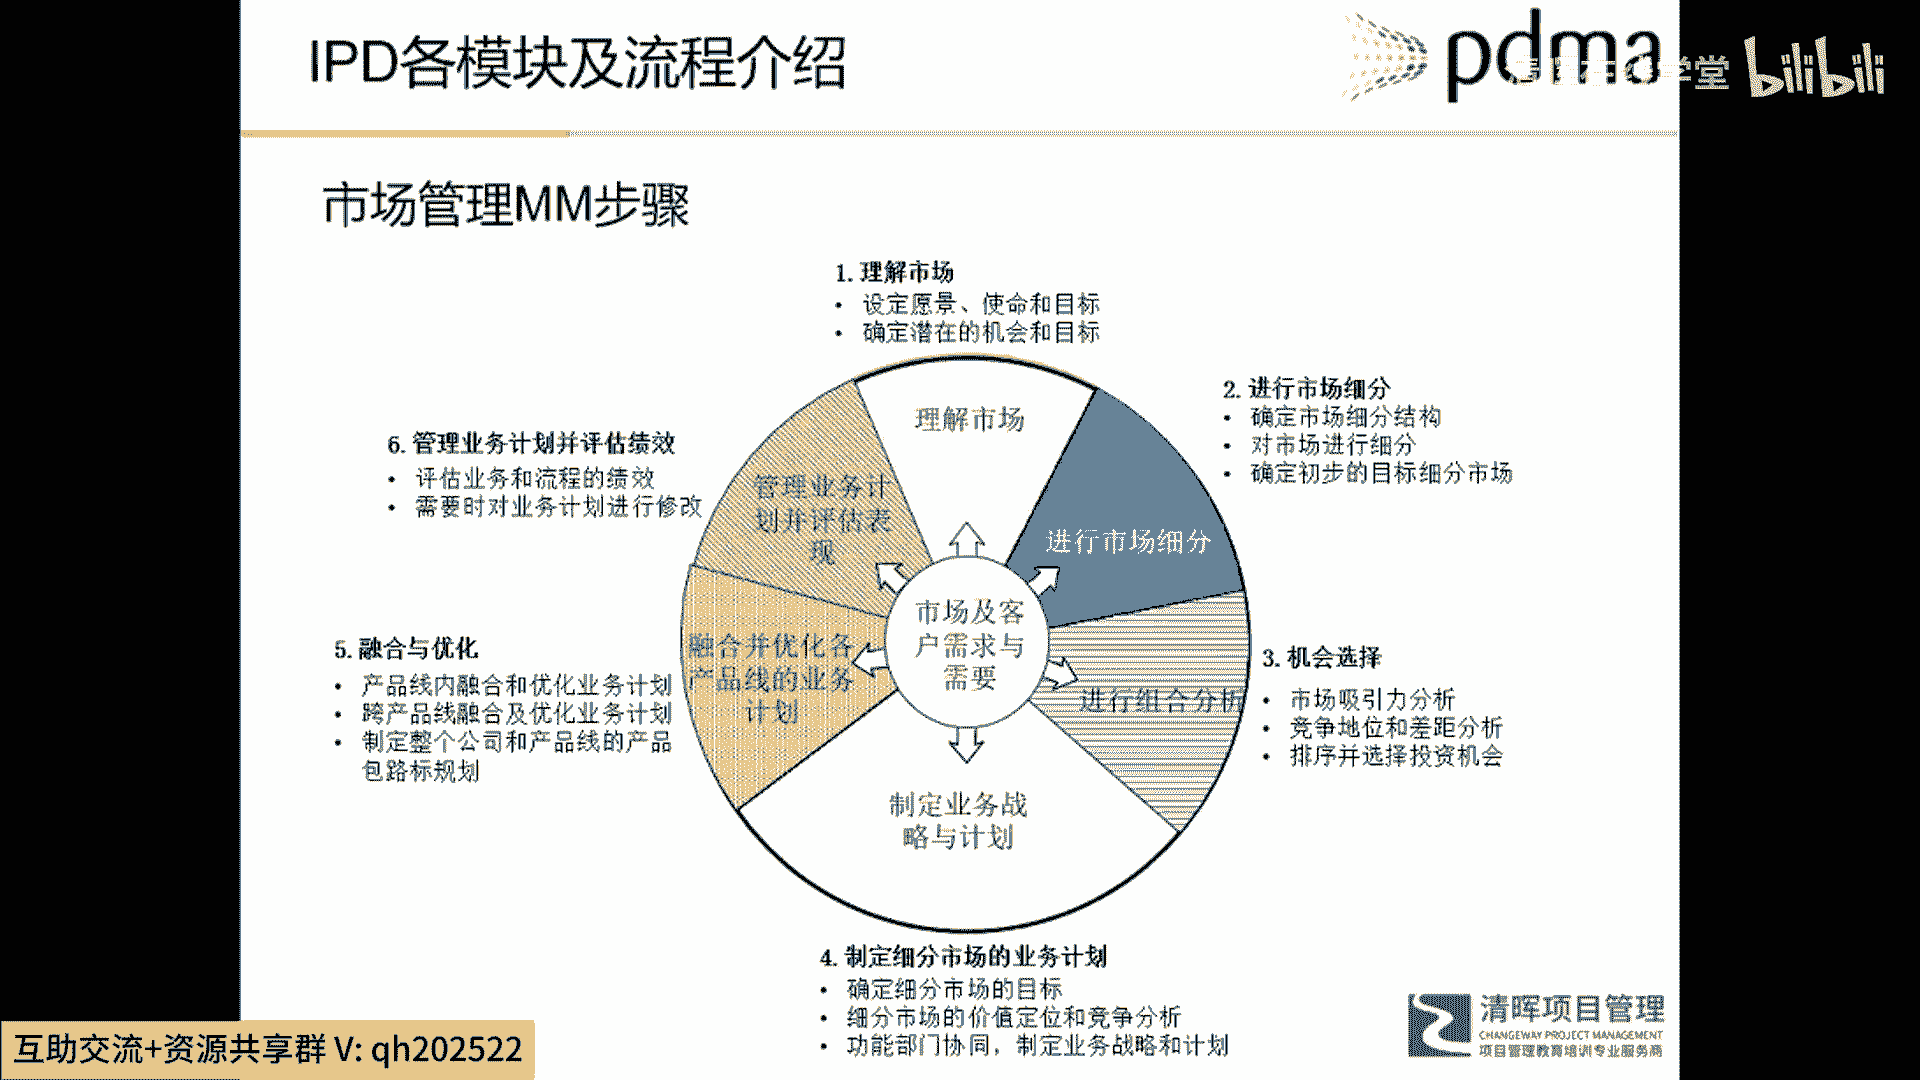 IPD各模块及流程介绍
pdma
bilibili
市场管理MM步骤
1. 理解市场
• 设定愿景、使命和目标
• 确定潜在的机会和目标
2. 进行市场细分
• 确定市场细分结构
• 对市场进行细分
• 确定初步的目标细分市场
6. 管理业务计划并评估绩效
• 评估业务和流程的绩效
• 需要时对业务计划进行修改
理解市场
管理业务计
划并评估表
现
进行市场细分
市场及客
户需求与
需要
融合并优化各
产品线的业务
计划
进行组合分析
制定业务战
略与计划
5. 融合与优化
• 产品线内融合和优化业务计划
• 跨产品线融合及优化业务计划
• 制定整个公司和产品线的产品
包路标规划
3. 机会选择
• 市场吸引力分析
• 竞争地位和差距分析
• 排序并选择投资机会
4. 制定细分市场的业务计划
• 确定细分市场的目标
• 细分市场的价值定位和竞争分析
• 功能部门协同，制定业务战略和计划
互助交流+资源共享群 V: qh202522
清晖项目管理
CHANGEWAY PROJECT MANAGEMENT
项目管理教育培训专业服务商